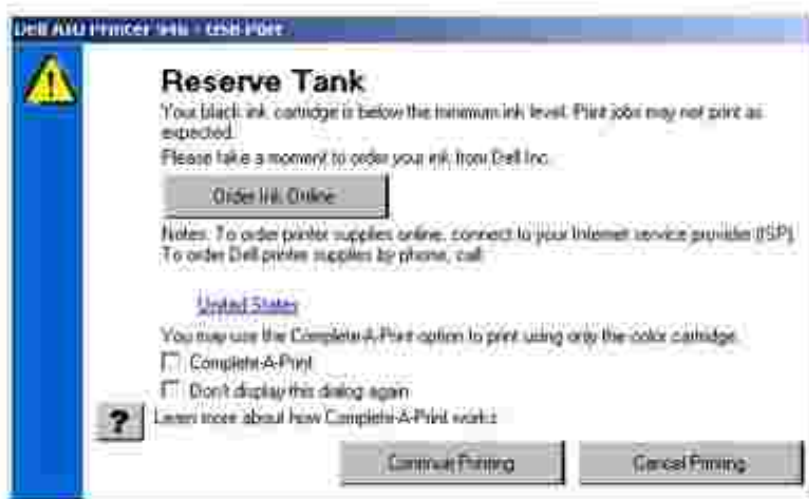 Dell AIO Printer 946 - USB Port
Reserve Tank
Your black ink cartridge is below the minimum ink level. Print jobs may not print as
expected.
Please take a moment to order your ink from Dell Inc.
Order Ink Online
Notes: To order printer supplies online, connect to your Internet service provider (ISP)
To order Dell printer supplies by phone, call:
United States
You may use the Complete-A-Print option to print using only the color cartridge.
Complete-A-Print
Don't display this dialog again
?
Learn more about how Complete-A-Print works
Continue Printing
Cancel Printing